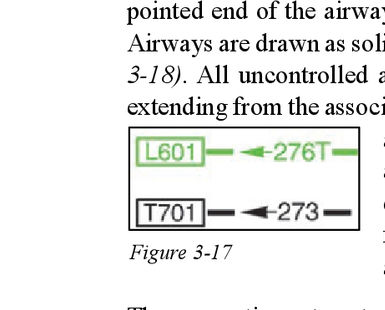 pointed end of the airway
Airways are drawn as soli
3-18). All uncontrolled a
extending from the associ
L601 276T
T701 273
Figure 3-17